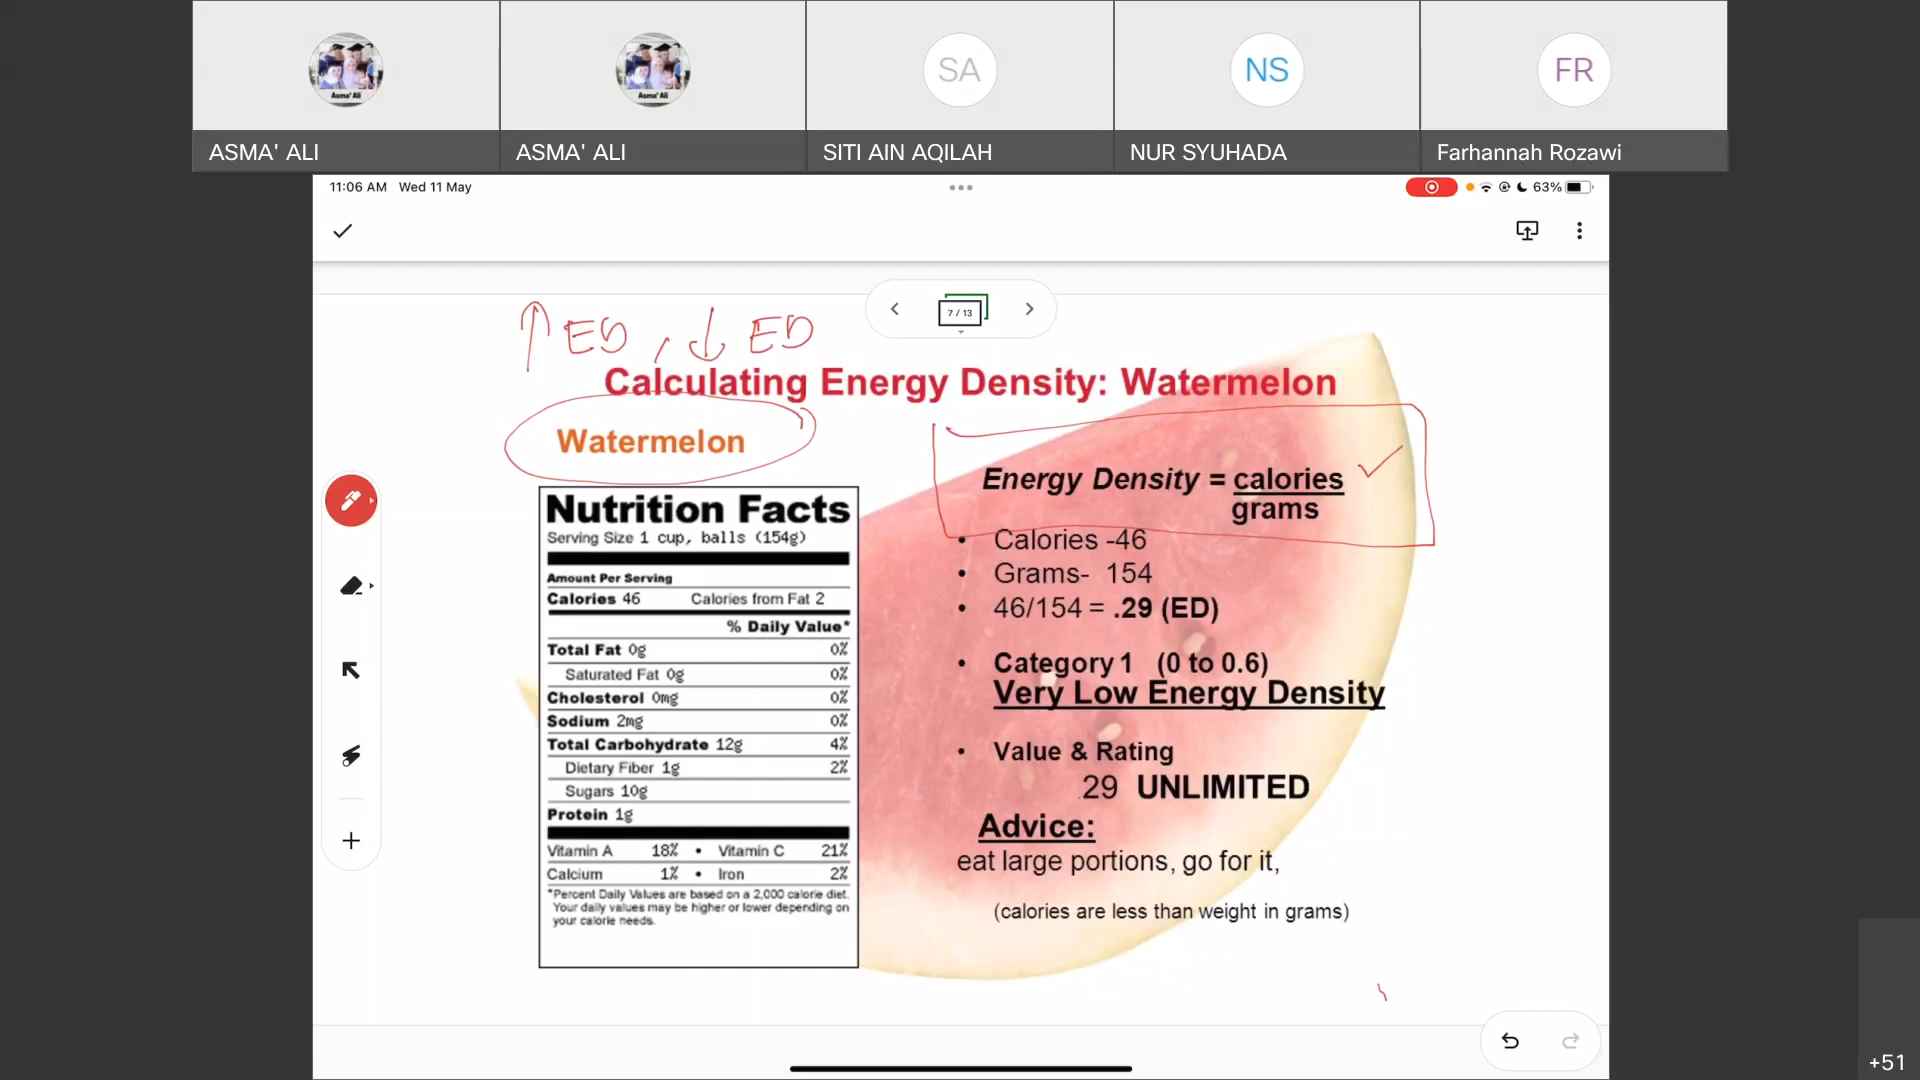 SA
NS
FR
Asma' Ali
Asma' Ali
ASMA' ALI
ASMA' ALI
SITI AIN AQILAH
NUR SYUHADA
Farhannah Rozawi
11:06 AM Wed 11 May
63%
7 / 13
↑ ED , ↓ ED
Calculating Energy Density: Watermelon
Watermelon
Nutrition Facts
Serving Size 1 cup, balls (154g)
Amount Per Serving
Calories 46 Calories from Fat 2
% Daily Value*
Total Fat 0g 0%
Saturated Fat 0g 0%
Cholesterol 0mg 0%
Sodium 2mg 0%
Total Carbohydrate 12g 4%
Dietary Fiber 1g 2%
Sugars 10g
Protein 1g
Vitamin A 18% • Vitamin C 21%
Calcium 1% • Iron 2%
*Percent Daily Values are based on a 2,000 calorie diet.
Your daily values may be higher or lower depending on
your calorie needs.
Energy Density = calories
grams
• Calories -46
• Grams- 154
• 46/154 = .29 (ED)
• Category 1 (0 to 0.6)
Very Low Energy Density
• Value & Rating
29 UNLIMITED
Advice:
eat large portions, go for it,
(calories are less than weight in grams)
+51